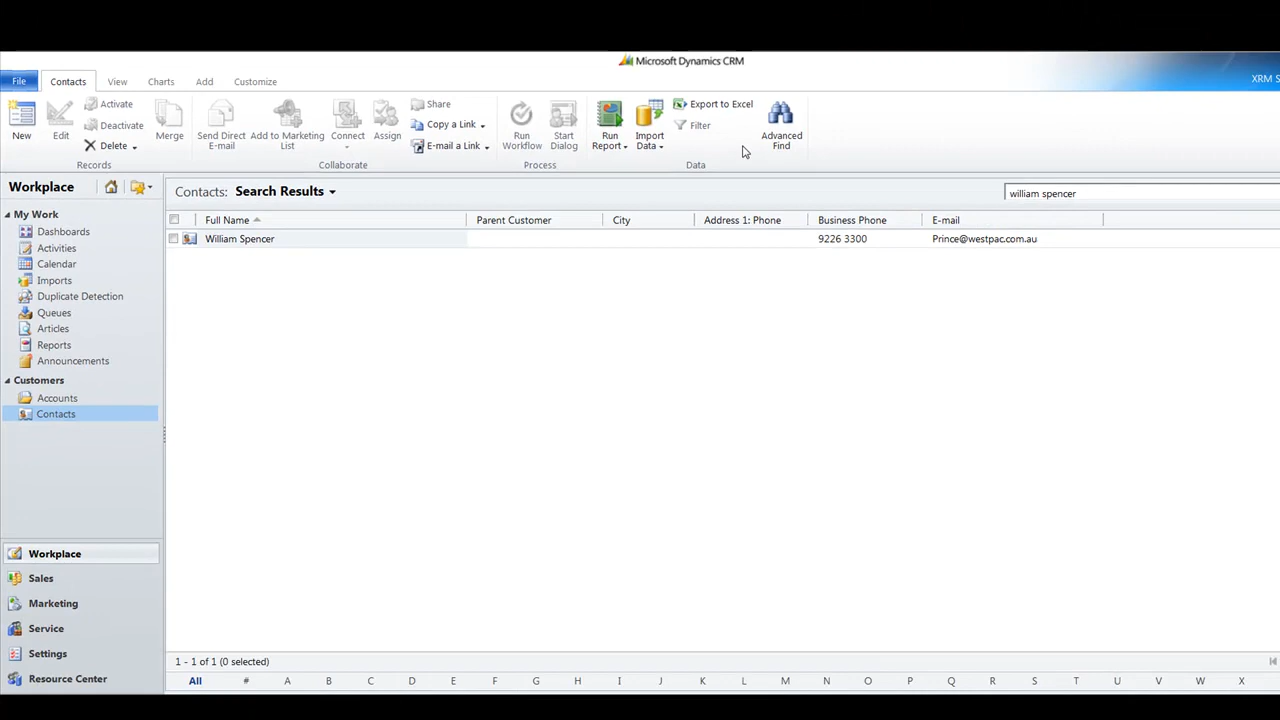 Microsoft Dynamics CRM
File Contacts View Charts Add Customize
XRM S
New
Edit
Activate
Deactivate
Delete
Merge
Records
Send Direct E-mail
Add to Marketing List
Connect
Assign
Share
Copy a Link
E-mail a Link
Collaborate
Run Workflow
Start Dialog
Process
Run Report
Import Data
Export to Excel
Filter
Advanced Find
Data
Workplace
My Work
Dashboards
Activities
Calendar
Imports
Duplicate Detection
Queues
Articles
Reports
Announcements
Customers
Accounts
Contacts
Workplace
Sales
Marketing
Service
Settings
Resource Center
Contacts: Search Results
william spencer
Full Name Parent Customer City Address 1: Phone Business Phone E-mail
William Spencer 9226 3300 Prince@westpac.com.au
1 - 1 of 1 (0 selected)
All # A B C D E F G H I J K L M N O P Q R S T U V W X